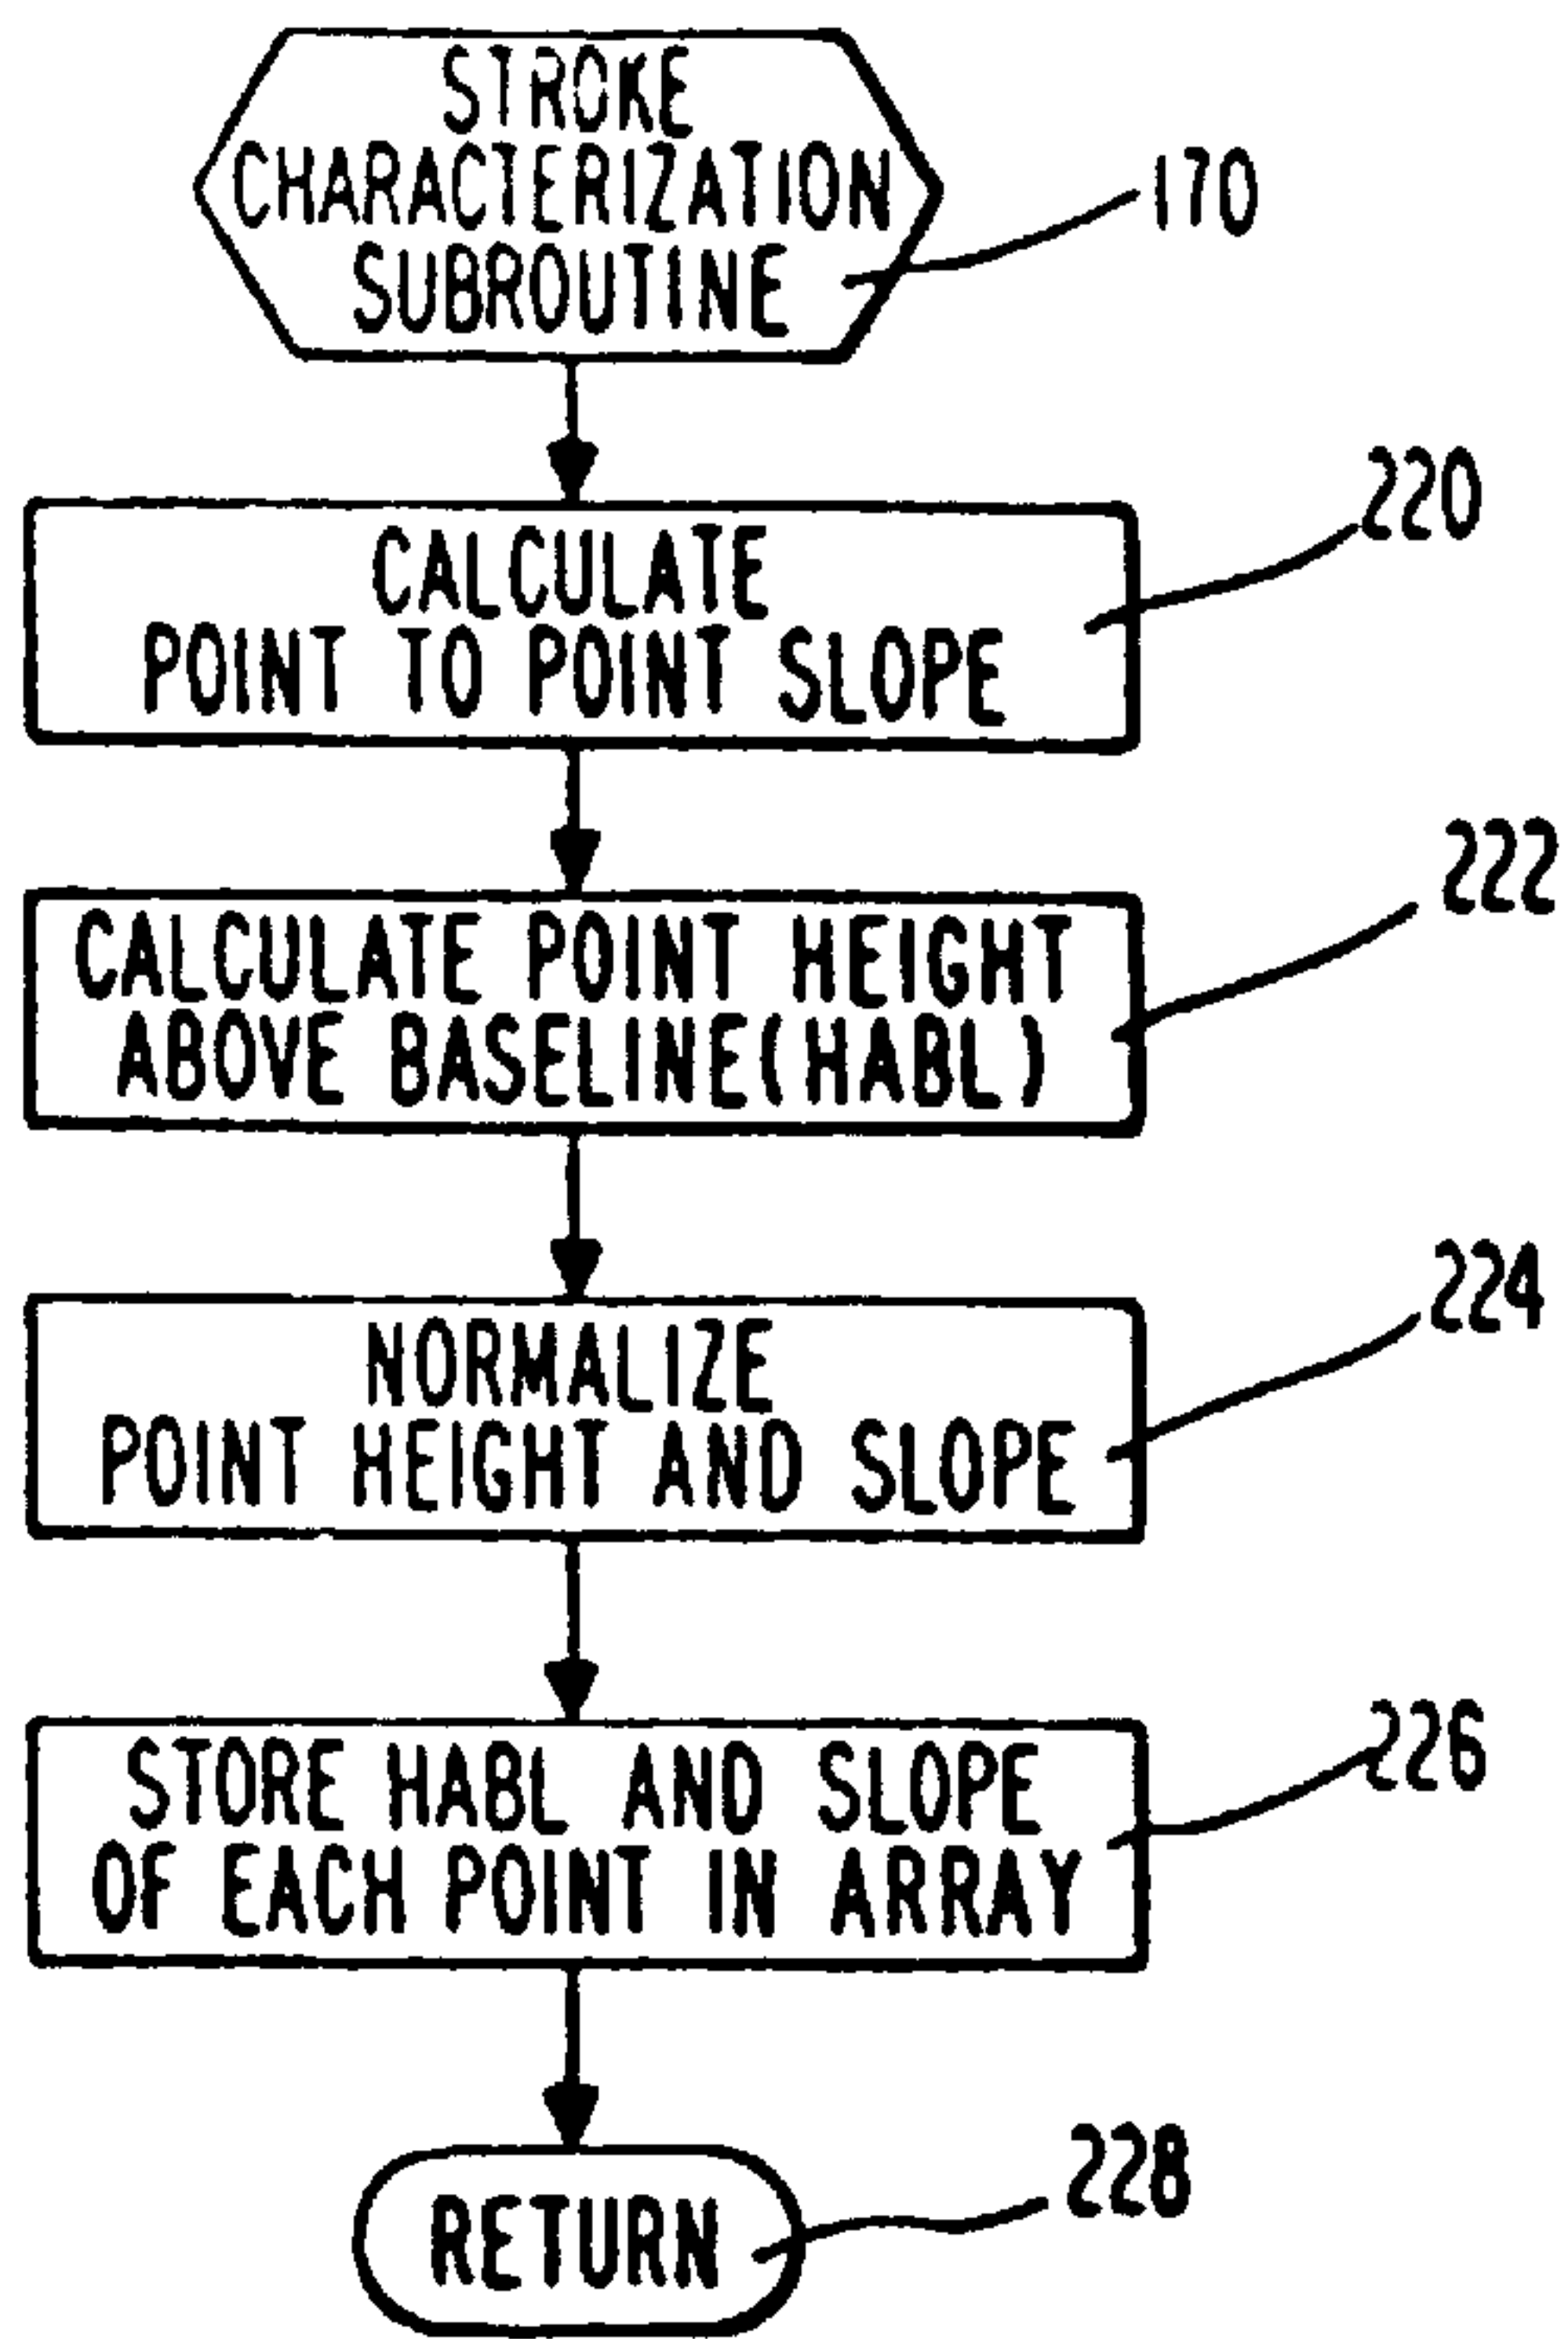 STROKE
CHARACTERIZATION
SUBROUTINE
170
CALCULATE
POINT TO POINT SLOPE
220
CALCULATE POINT HEIGHT
ABOVE BASELINE(HABL)
222
NORMALIZE
POINT HEIGHT AND SLOPE
224
STORE HABL AND SLOPE
OF EACH POINT IN ARRAY
226
RETURN
228